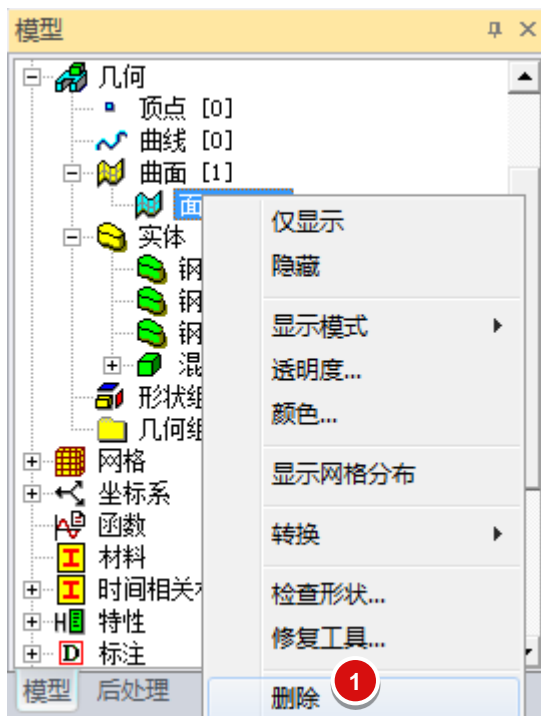 模型
几何
顶点 [0]
曲线 [0]
曲面 [1]
面
实体
钢
钢
钢
混
形状组
几何组
网格
坐标系
函数
材料
时间相关
特性
标注
模型
后处理
仅显示
隐藏
显示模式
透明度...
颜色...
显示网格分布
转换
检查形状...
修复工具...
删除
1